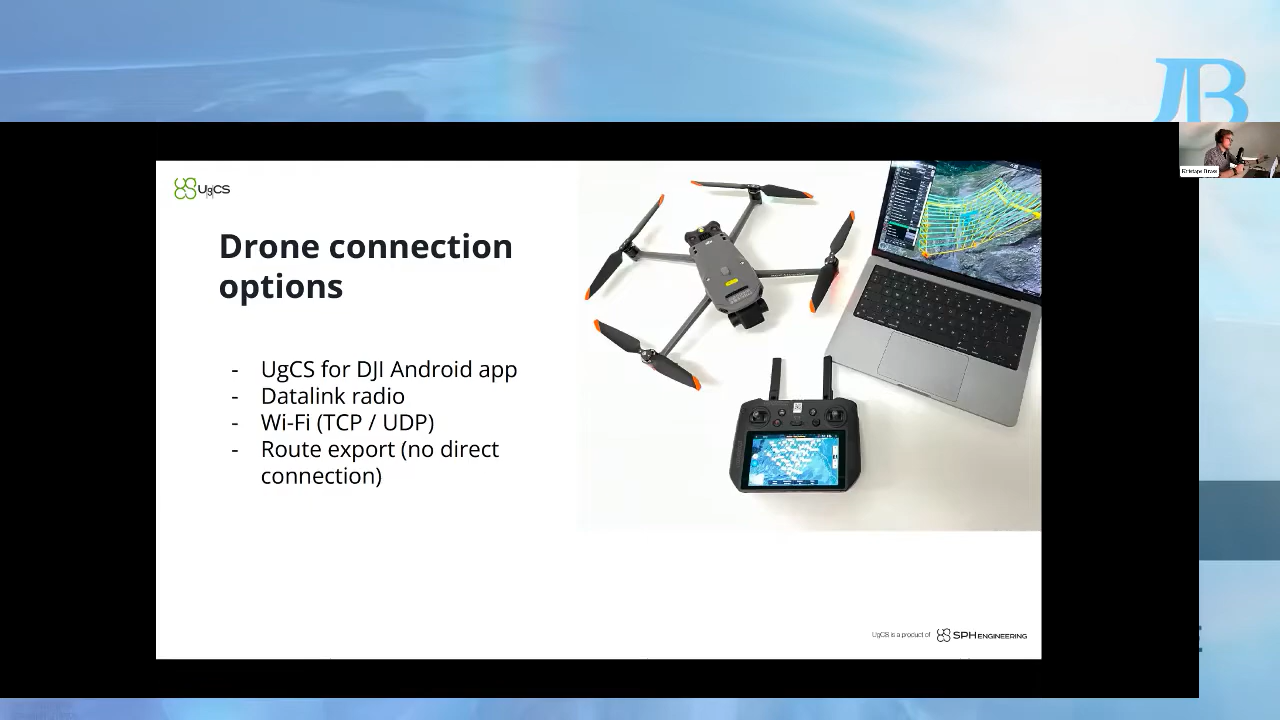 JB
UgCS
Drone connection
options
- UgCS for DJI Android app
- Datalink radio
- Wi-Fi (TCP / UDP)
- Route export (no direct
connection)
UgCS is a product of SPH ENGINEERING